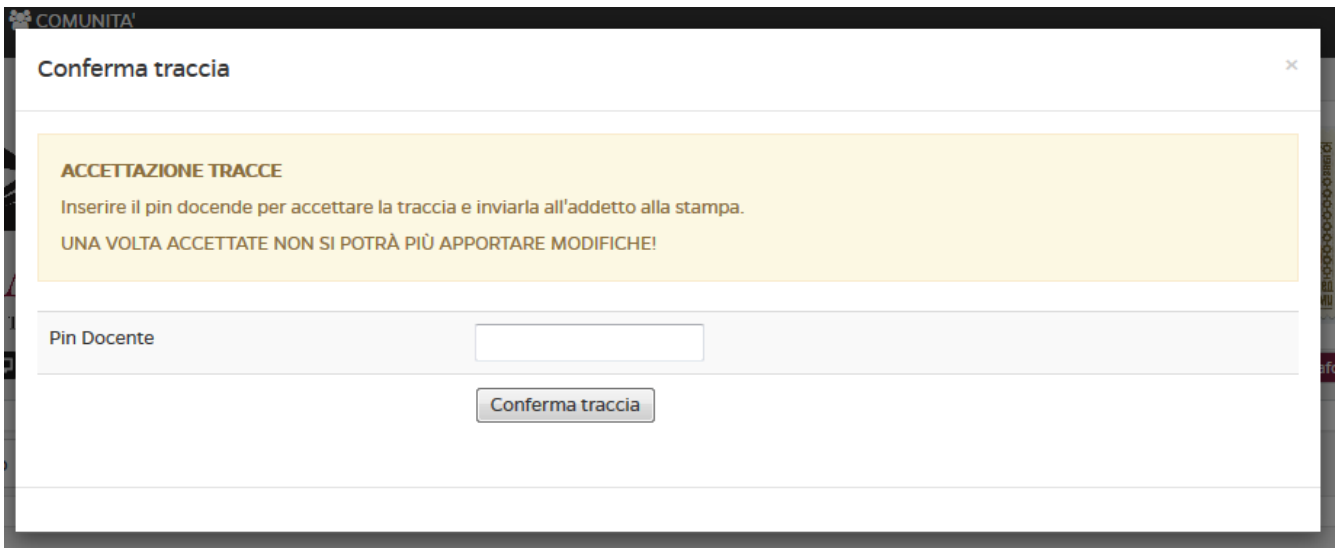 COMUNITA'
Conferma traccia
×
ACCETTAZIONE TRACCE
Inserire il pin docende per accettare la traccia e inviarla all'addetto alla stampa.
UNA VOLTA ACCETTATE NON SI POTRÀ PIÙ APPORTARE MODIFICHE!
Pin Docente
Conferma traccia